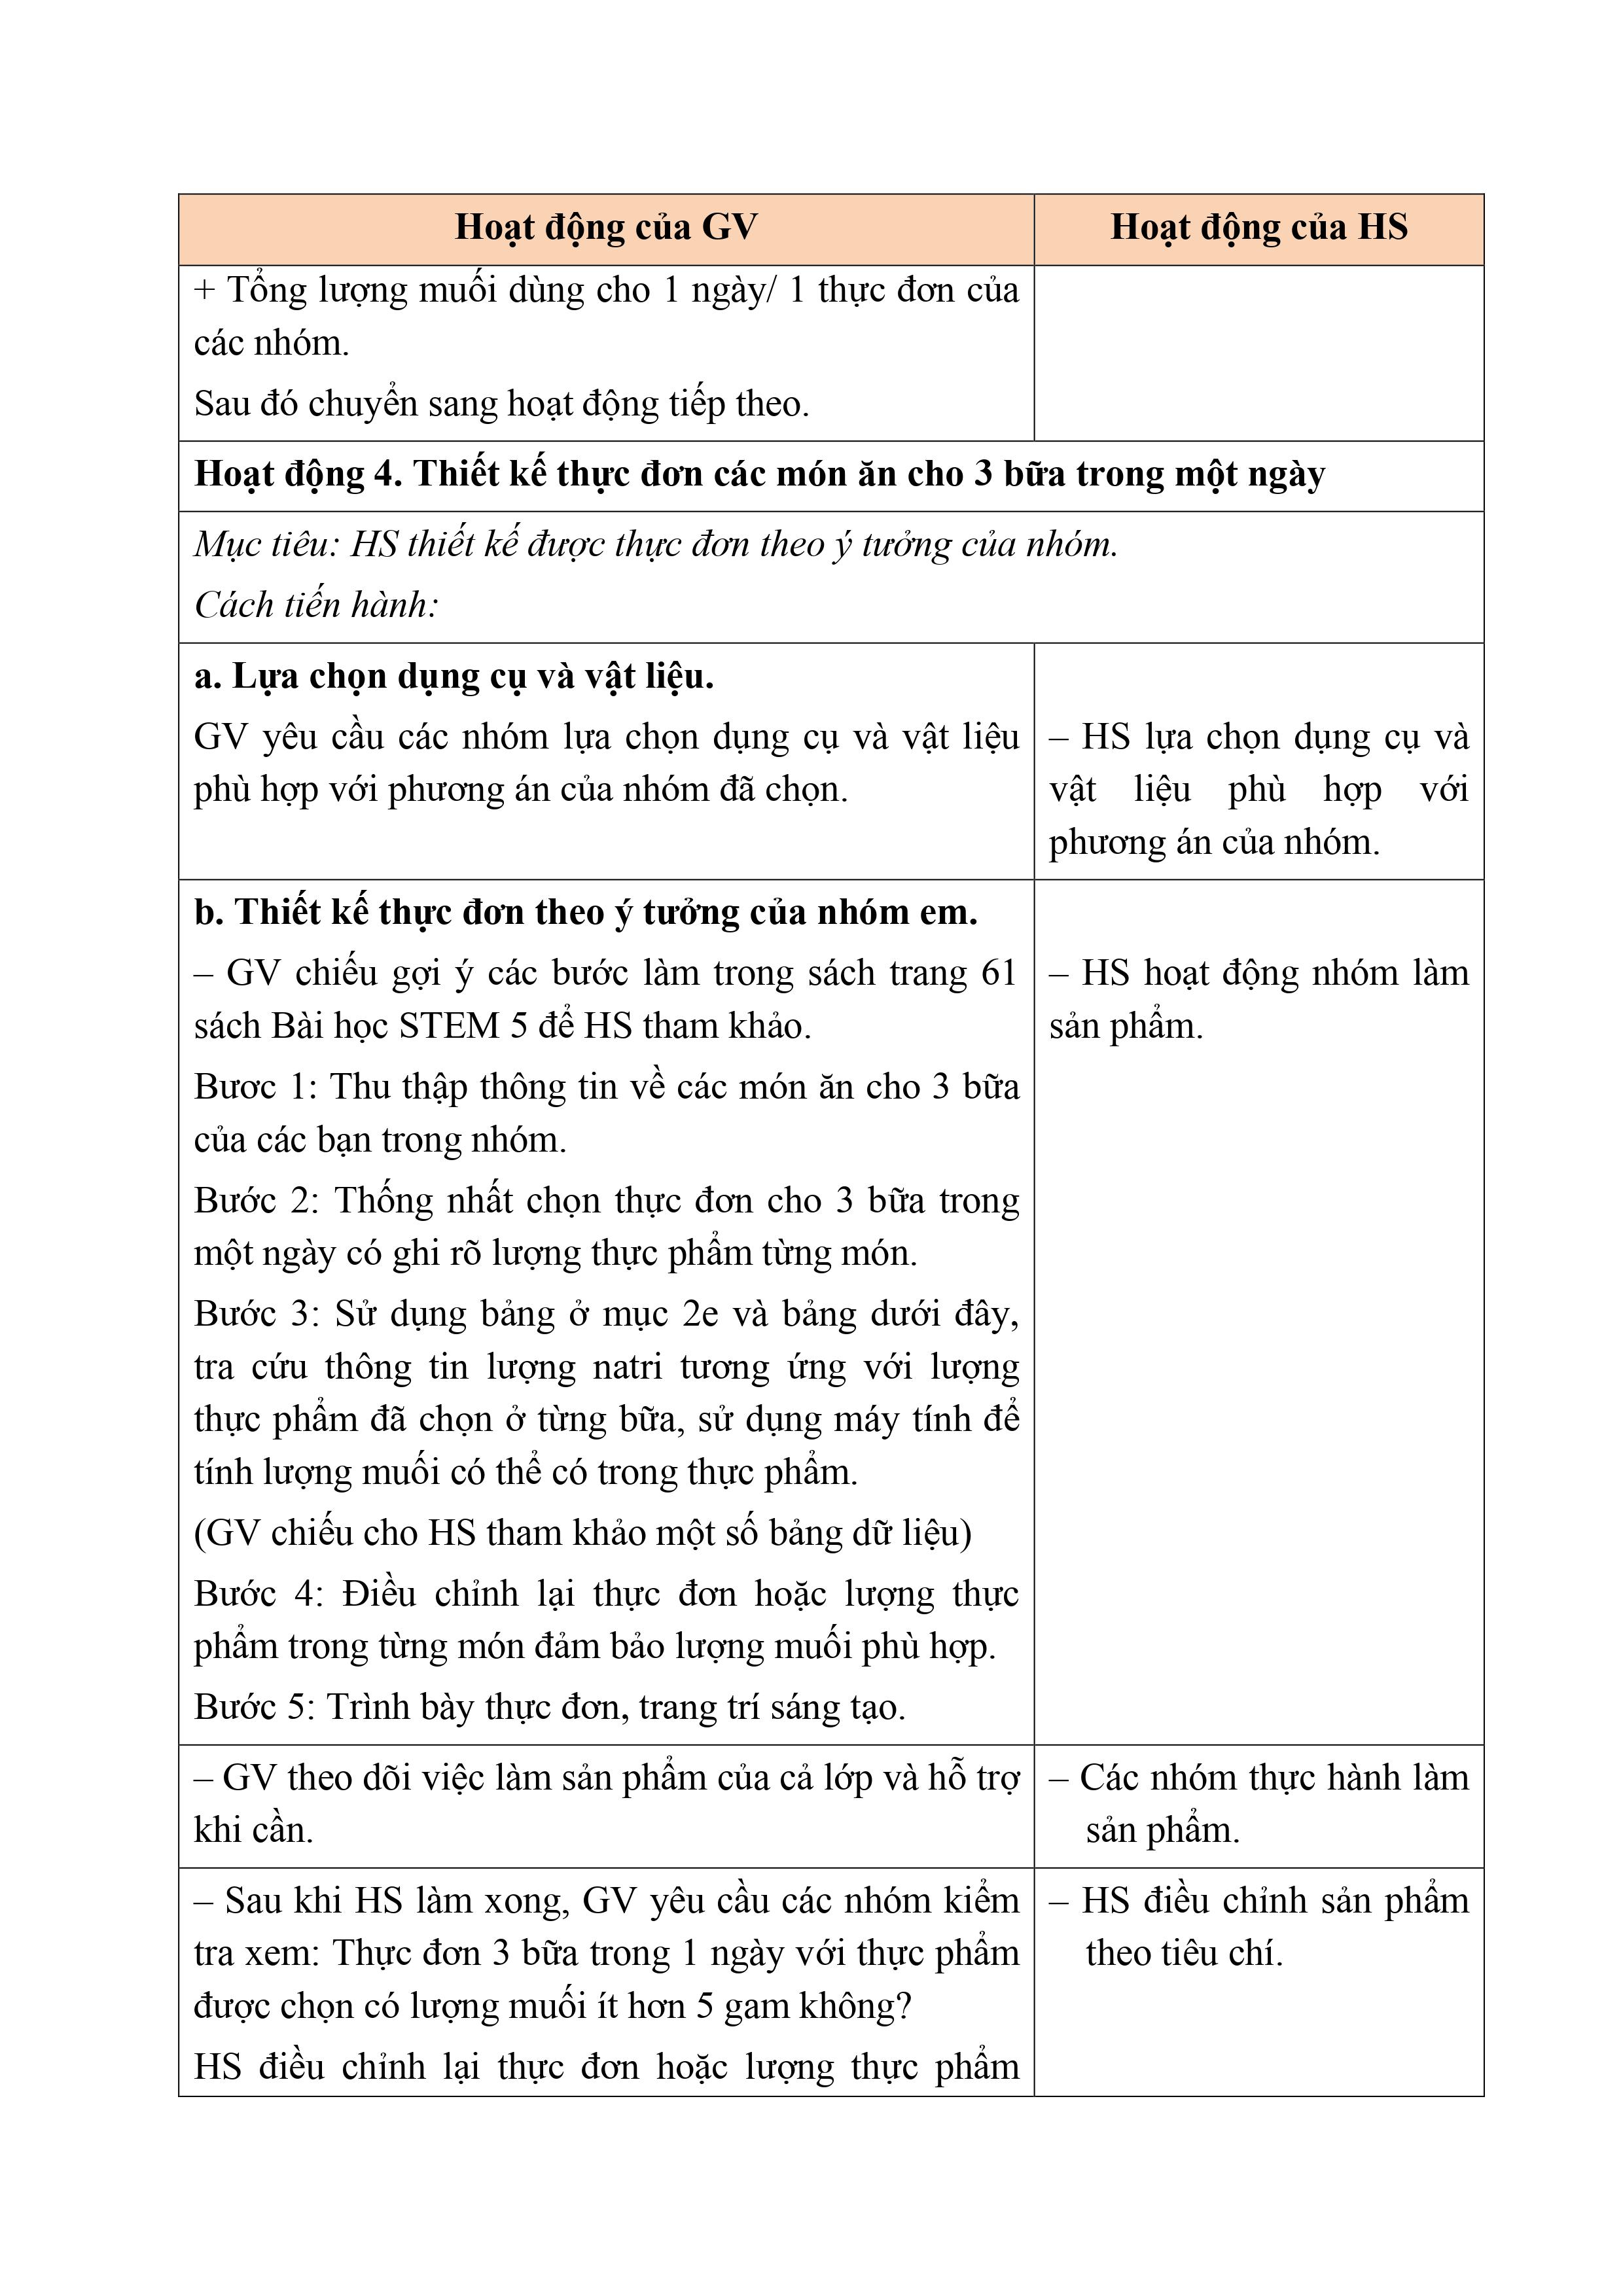 Hoạt động của GV
Hoạt động của HS
+ Tổng lượng muối dùng cho 1 ngày/ 1 thực đơn của
các nhóm.
Sau đó chuyển sang hoạt động tiếp theo.
Hoạt động 4. Thiết kế thực đơn các món ăn cho 3 bữa trong một ngày
Mục tiêu: HS thiết kế được thực đơn theo ý tưởng của nhóm.
Cách tiến hành:
a. Lựa chọn dụng cụ và vật liệu.
GV yêu cầu các nhóm lựa chọn dụng cụ và vật liệu
phù hợp với phương án của nhóm đã chọn.
– HS lựa chọn dụng cụ và
vật liệu phù hợp với
phương án của nhóm.
b. Thiết kế thực đơn theo ý tưởng của nhóm em.
– GV chiếu gợi ý các bước làm trong sách trang 61
sách Bài học STEM 5 để HS tham khảo.
Bươc 1: Thu thập thông tin về các món ăn cho 3 bữa
của các bạn trong nhóm.
Bước 2: Thống nhất chọn thực đơn cho 3 bữa trong
một ngày có ghi rõ lượng thực phẩm từng món.
Bước 3: Sử dụng bảng ở mục 2e và bảng dưới đây,
tra cứu thông tin lượng natri tương ứng với lượng
thực phẩm đã chọn ở từng bữa, sử dụng máy tính để
tính lượng muối có thể có trong thực phẩm.
(GV chiếu cho HS tham khảo một số bảng dữ liệu)
Bước 4: Điều chỉnh lại thực đơn hoặc lượng thực
phẩm trong từng món đảm bảo lượng muối phù hợp.
Bước 5: Trình bày thực đơn, trang trí sáng tạo.
– HS hoạt động nhóm làm
sản phẩm.
– GV theo dõi việc làm sản phẩm của cả lớp và hỗ trợ
khi cần.
– Các nhóm thực hành làm
sản phẩm.
– Sau khi HS làm xong, GV yêu cầu các nhóm kiểm
tra xem: Thực đơn 3 bữa trong 1 ngày với thực phẩm
được chọn có lượng muối ít hơn 5 gam không?
HS điều chỉnh lại thực đơn hoặc lượng thực phẩm
– HS điều chỉnh sản phẩm
theo tiêu chí.